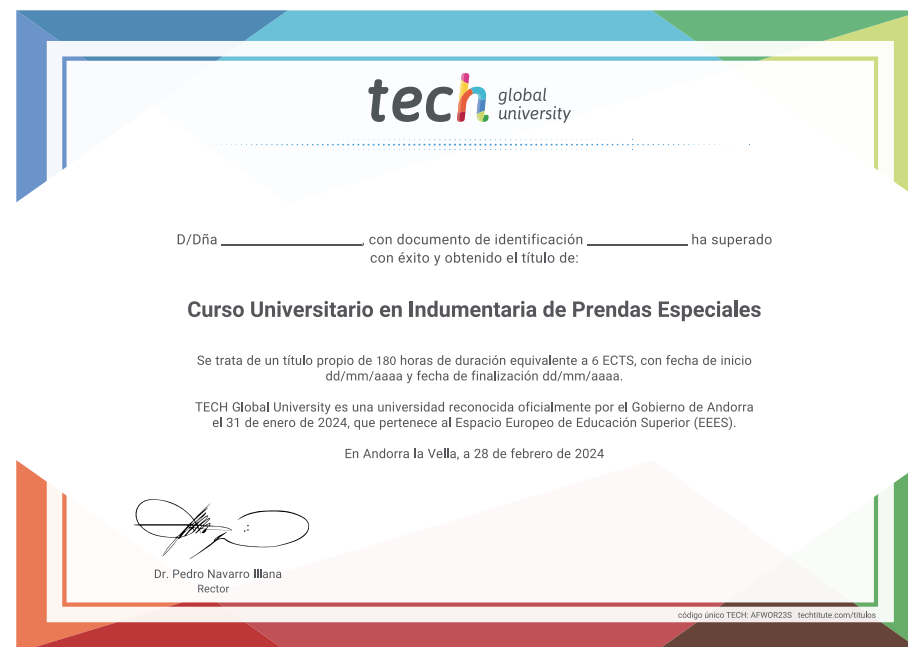 tech global university
D/Dña ______________, con documento de identificación __________ ha superado
con éxito y obtenido el título de:
Curso Universitario en Indumentaria de Prendas Especiales
Se trata de un título propio de 180 horas de duración equivalente a 6 ECTS, con fecha de inicio
dd/mm/aaaa y fecha de finalización dd/mm/aaaa.
TECH Global University es una universidad reconocida oficialmente por el Gobierno de Andorra
el 31 de enero de 2024, que pertenece al Espacio Europeo de Educación Superior (EEES).
En Andorra la Vella, a 28 de febrero de 2024
Dr. Pedro Navarro Illana
Rector
código único TECH: AFWOR23S techtitute.com/titulos